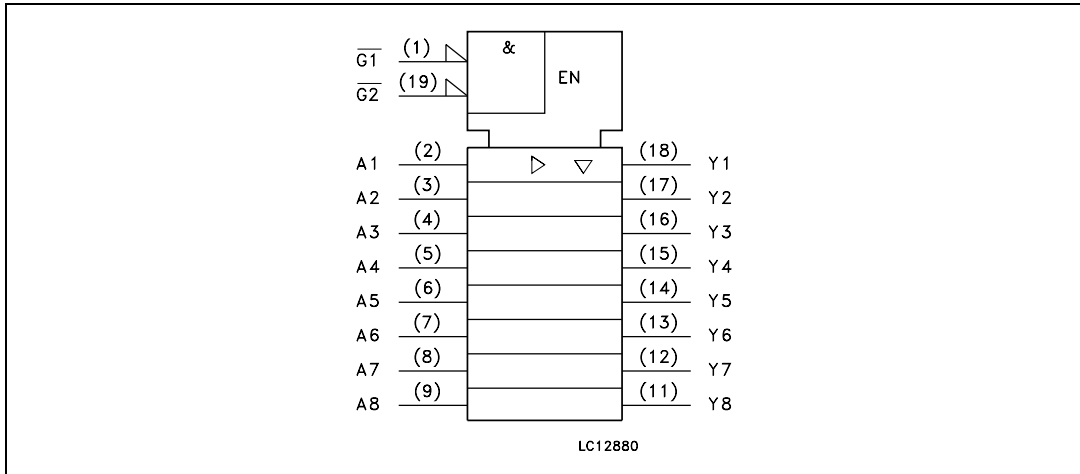 G1 (1) &
G2 (19) EN
A1 (2) (18) Y1
A2 (3) (17) Y2
A3 (4) (16) Y3
A4 (5) (15) Y4
A5 (6) (14) Y5
A6 (7) (13) Y6
A7 (8) (12) Y7
A8 (9) (11) Y8
LC12880